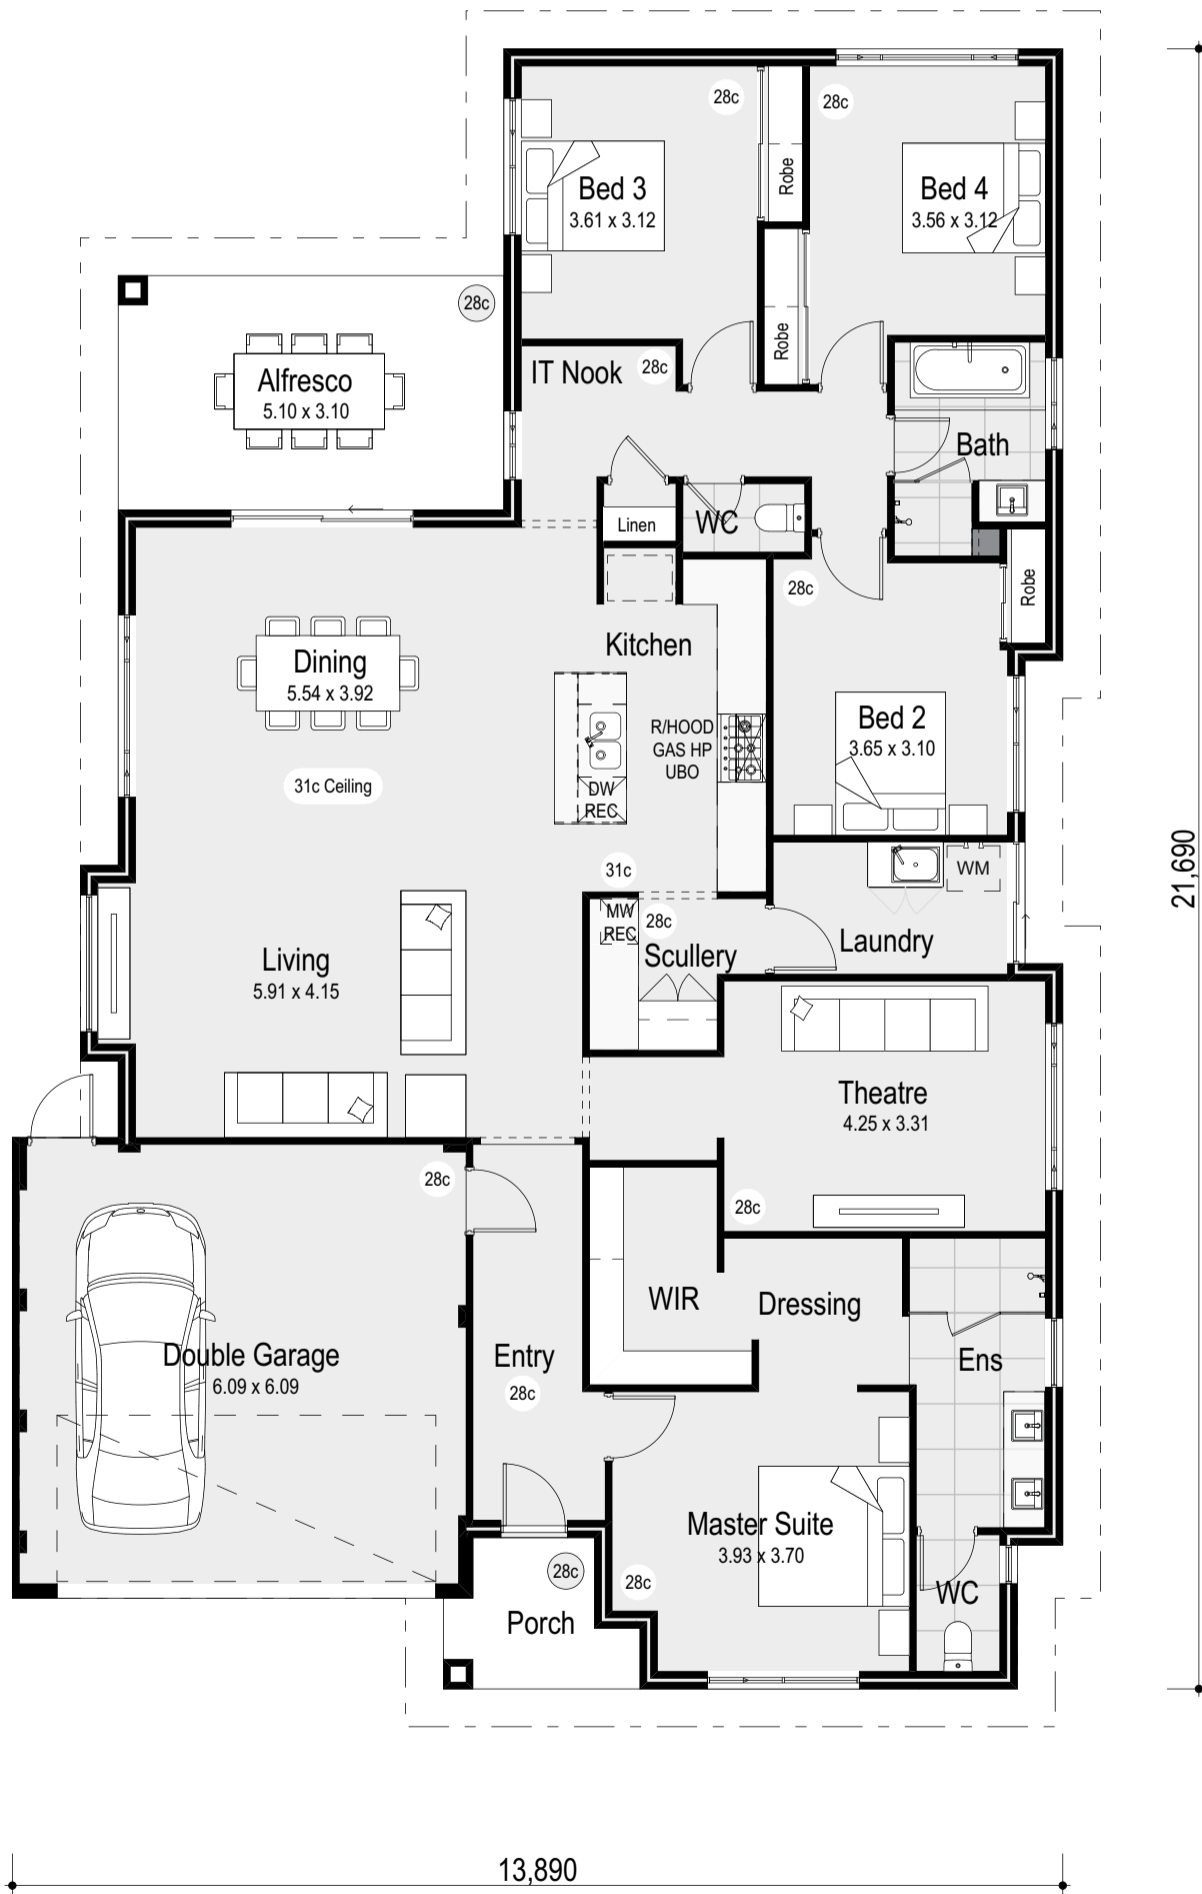 28c
28c
Robe
Bed 3
3.61 x 3.12
Bed 4
3.56 x 3.12
28c
Robe
IT Nook
28c
Alfresco
5.10 x 3.10
Bath
Linen
WC
28c
Robe
Kitchen
Dining
5.54 x 3.92
R/HOOD
GAS HP
UBO
Bed 2
3.65 x 3.10
31c Ceiling
DW
REC
21,690
31c
WM
MW
REC
28c
Scullery
Laundry
Living
5.91 x 4.15
Theatre
4.25 x 3.31
28c
28c
WIR
Dressing
Double Garage
6.09 x 6.09
Entry
28c
Ens
Master Suite
3.93 x 3.70
28c
28c
WC
Porch
13,890